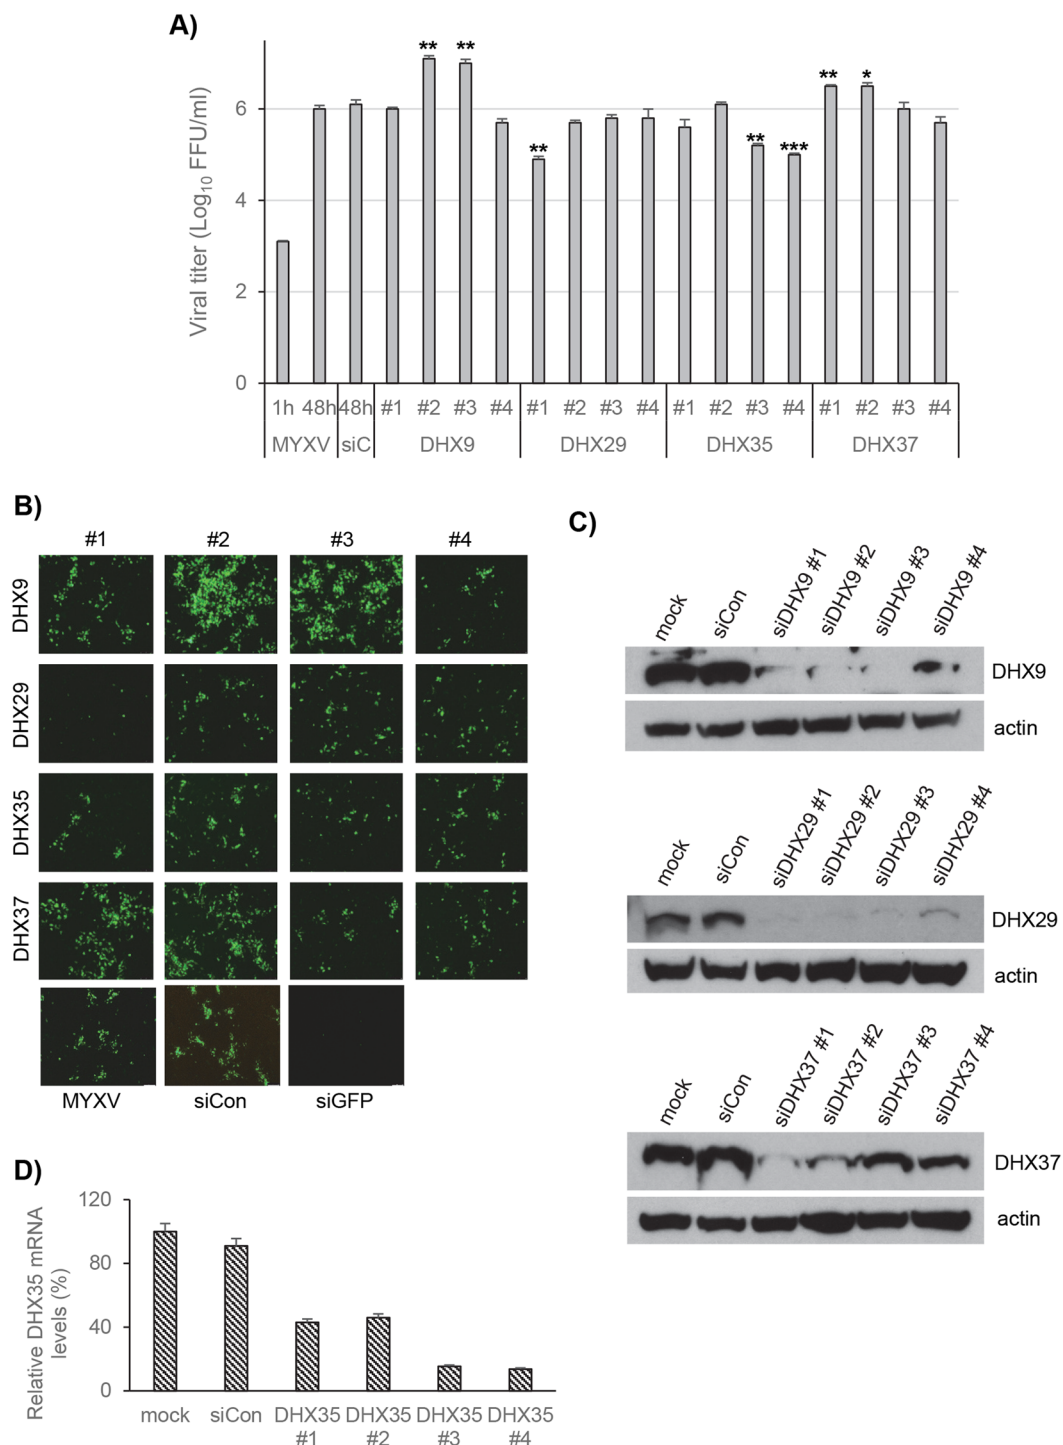 A)
Viral titer (Log10 FFU/ml)
6
4
2
0
** ** ** ** *** ** *
1h 48h 48h #1 #2 #3 #4 #1 #2 #3 #4 #1 #2 #3 #4 #1 #2 #3 #4
MYXV siC DHX9 DHX29 DHX35 DHX37
B)
#1 #2 #3 #4
DHX9
DHX29
DHX35
DHX37
MYXV siCon siGFP
C)
mock siCon siDHX9 #1 siDHX9 #2 siDHX9 #3 siDHX9 #4
DHX9
actin
mock siCon siDHX29 #1 siDHX29 #2 siDHX29 #3 siDHX29 #4
DHX29
actin
mock siCon siDHX37 #1 siDHX37 #2 siDHX37 #3 siDHX37 #4
DHX37
actin
D)
Relative DHX35 mRNA
levels (%)
120
80
40
0
mock siCon DHX35 DHX35 DHX35 DHX35
#1 #2 #3 #4